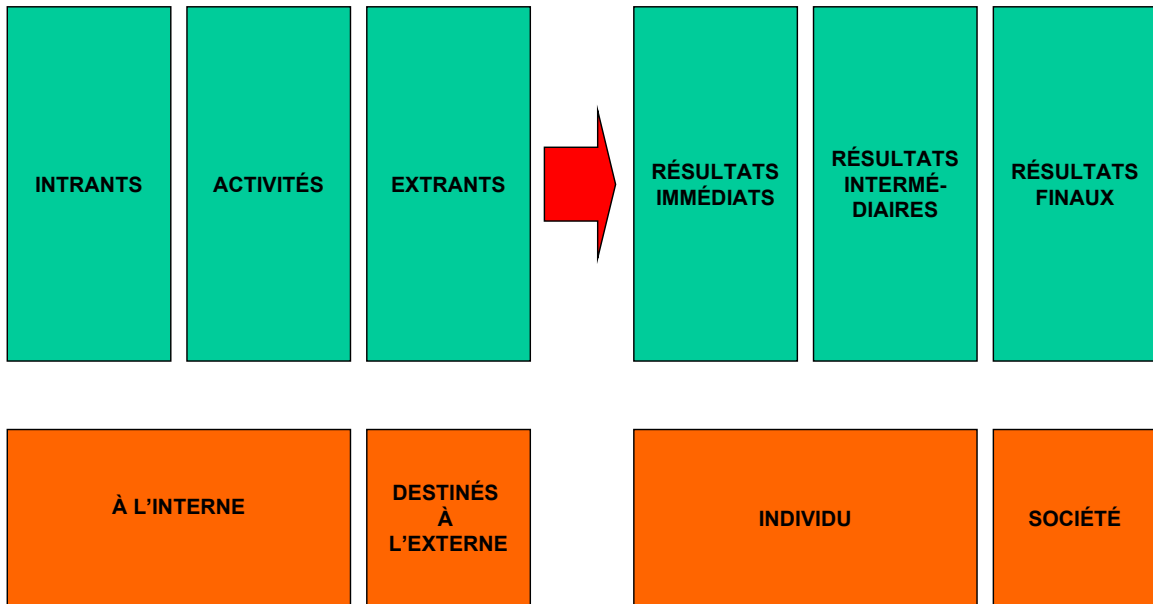 INTRANTS
ACTIVITÉS
EXTRANTS
RÉSULTATS
IMMÉDIATS
RÉSULTATS
INTERMÉ-
DIAIRES
RÉSULTATS
FINAUX
À L’INTERNE
DESTINÉS
À
L’EXTERNE
INDIVIDU
SOCIÉTÉ